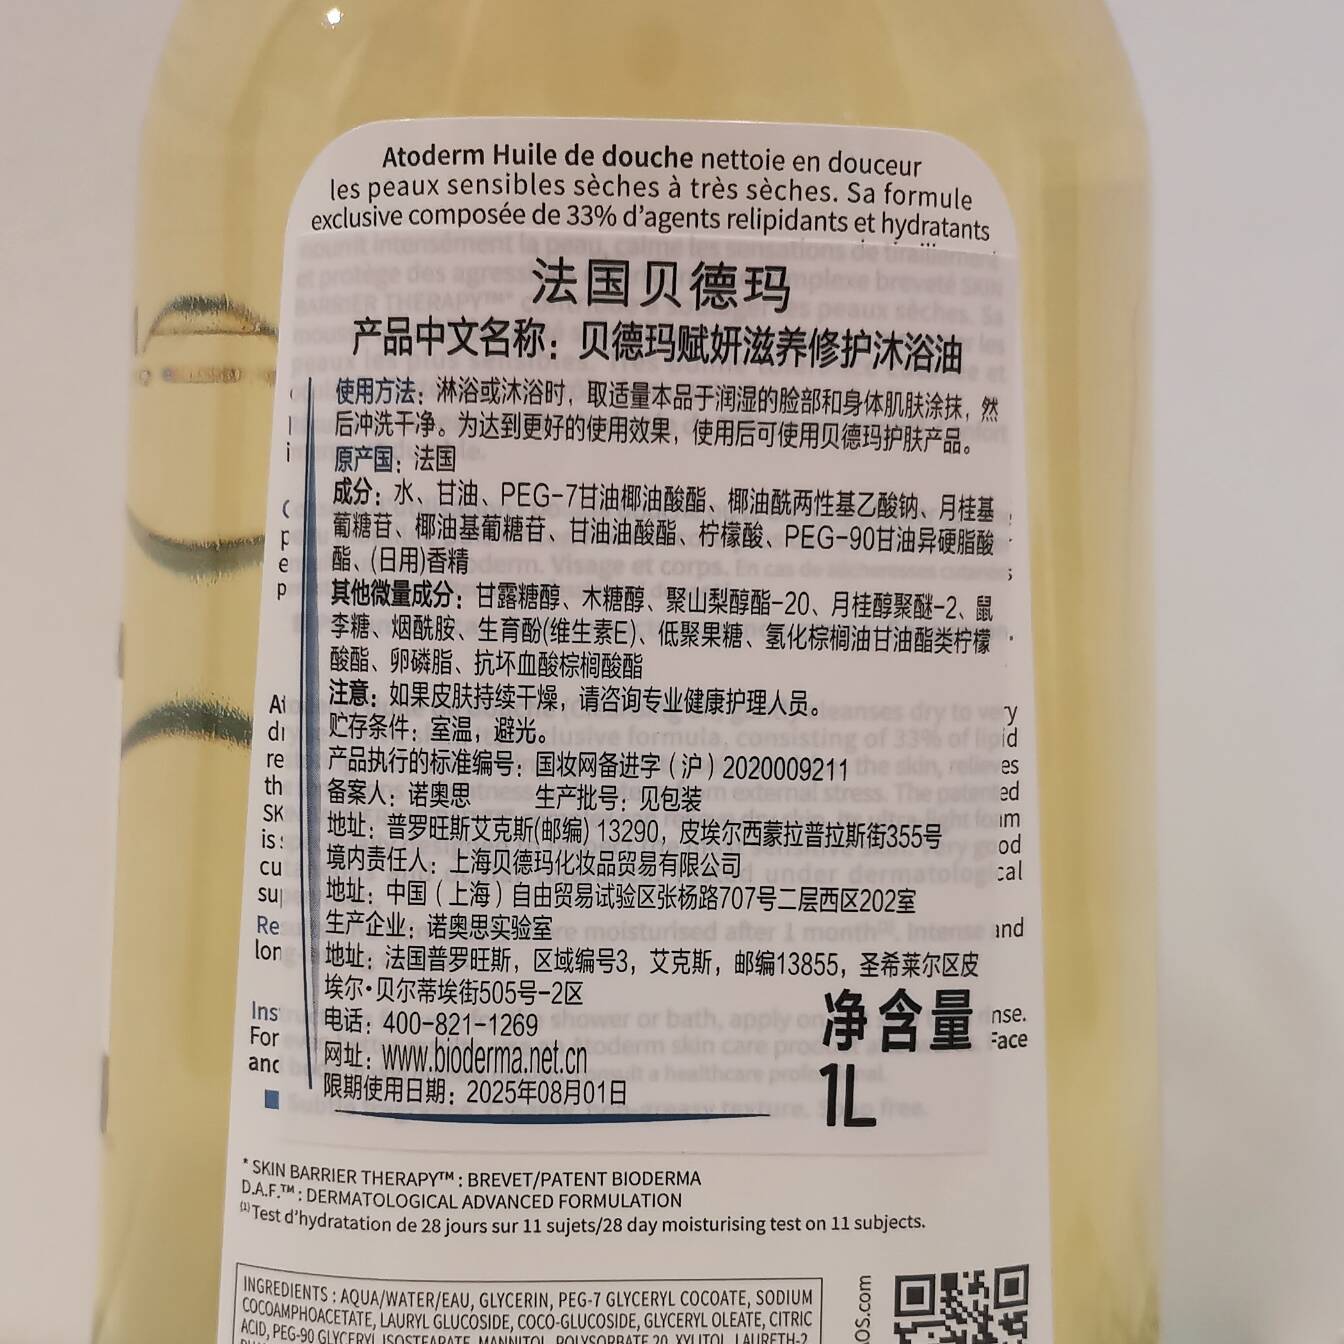 Atoderm Huile de douche nettoie en douceur
les peaux sensibles sèches à très sèches. Sa formule
exclusive composée de 33% d'agents relipidants et hydratants
法国贝德玛
产品中文名称：贝德玛赋妍滋养修护沐浴油
使用方法：淋浴或沐浴时，取适量本品于润湿的脸部和身体肌肤涂抹，然
后冲洗干净。为达到更好的使用效果，使用后可使用贝德玛护肤产品。
原产国：法国
成分：水、甘油、PEG-7甘油椰油酸酯、椰油酰两性基乙酸钠、月桂基
葡糖苷、椰油基葡糖苷、甘油油酸酯、柠檬酸、PEG-90甘油异硬脂酸
酯、(日用)香精
其他微量成分：甘露糖醇、木糖醇、聚山梨醇酯-20、月桂醇聚醚-2、鼠
李糖、烟酰胺、生育酚(维生素E)、低聚果糖、氢化棕榈油甘油酯类柠檬
酸酯、卵磷脂、抗坏血酸棕榈酸酯
注意：如果皮肤持续干燥，请咨询专业健康护理人员。
贮存条件：室温，避光。
产品执行的标准编号：国妆网备进字（沪）2020009211
备案人：诺奥思 生产批号：见包装
地址：普罗旺斯艾克斯(邮编) 13290，皮埃尔西蒙拉普拉斯街355号
境内责任人：上海贝德玛化妆品贸易有限公司
地址：中国（上海）自由贸易试验区张杨路707号二层西区202室
生产企业：诺奥思实验室
地址：法国普罗旺斯，区域编号3，艾克斯，邮编13855，圣希莱尔区皮
埃尔·贝尔蒂埃街505号-2区
电话：400-821-1269
网址：www.bioderma.net.cn
限期使用日期：2025年08月01日
净含量
1L
* SKIN BARRIER THERAPY™ : BREVET/PATENT BIODERMA
D.A.F.™ : DERMATOLOGICAL ADVANCED FORMULATION
(1) Test d'hydratation de 28 jours sur 11 sujets/28 day moisturising test on 11 subjects.
INGREDIENTS : AQUA/WATER/EAU, GLYCERIN, PEG-7 GLYCERYL COCOATE, SODIUM
COCOAMPHOACETATE, LAURYL GLUCOSIDE, COCO-GLUCOSIDE, GLYCERYL OLEATE, CITRIC
ACID, PEG-90 GLYCERYL ISOSTEARATE, MANNITOL, POLYSORBATE 20, XYLITOL, LAURETH-2,